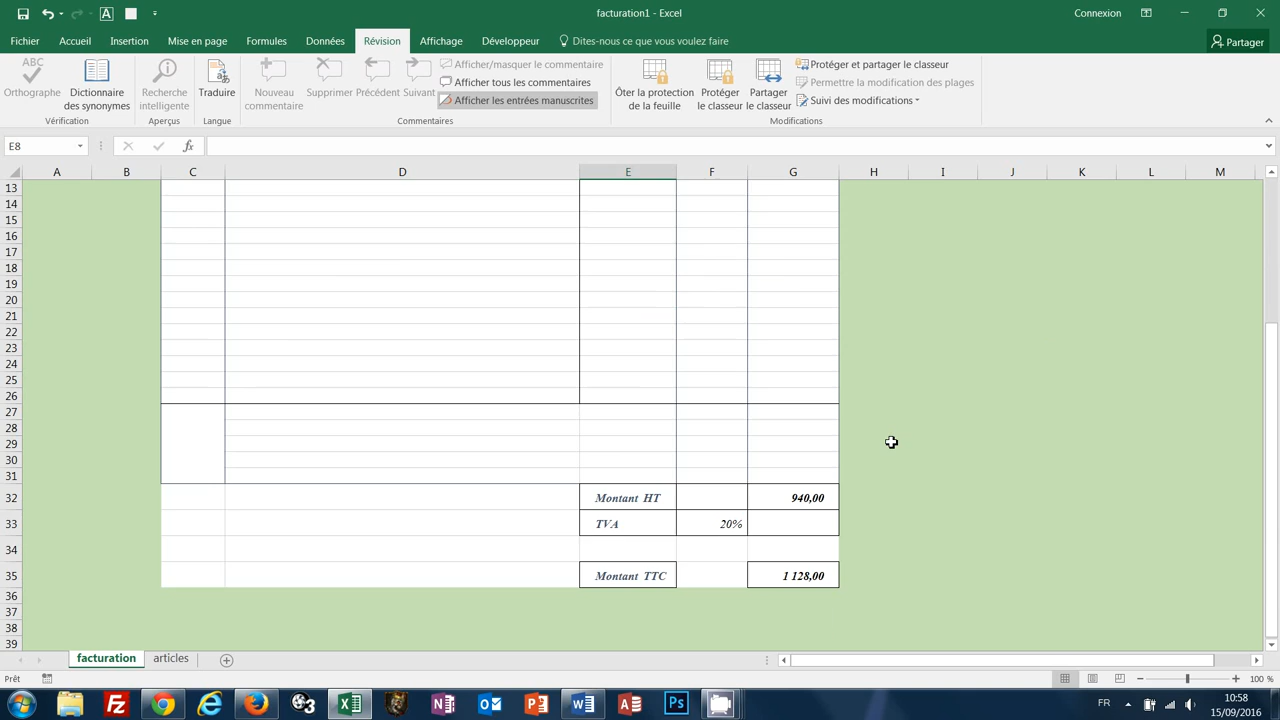 facturation1 - Excel
Connexion
Fichier Accueil Insertion Mise en page Formules Données Révision Affichage Développeur Dites-nous ce que vous voulez faire Partager
ABC
Orthographe
Dictionnaire des synonymes
Vérification
Recherche intelligente
Aperçus
Traduire
Langue
Nouveau commentaire
Supprimer
Précédent
Suivant
Afficher/masquer le commentaire
Afficher tous les commentaires
Afficher les entrées manuscrites
Commentaires
Ôter la protection de la feuille
Protéger le classeur
Partager le classeur
Protéger et partager le classeur
Permettre la modification des plages
Suivi des modifications
Modifications
E8 fx
A B C D E F G H I J K L M
13
14
15
16
17
18
19
20
21
22
23
24
25
26
27
28
29
30
31
32 Montant HT 940,00
33 TVA 20%
34
35 Montant TTC 1 128,00
36
37
38
39
facturation articles
Prêt 100 %
FR 10:58
15/09/2016